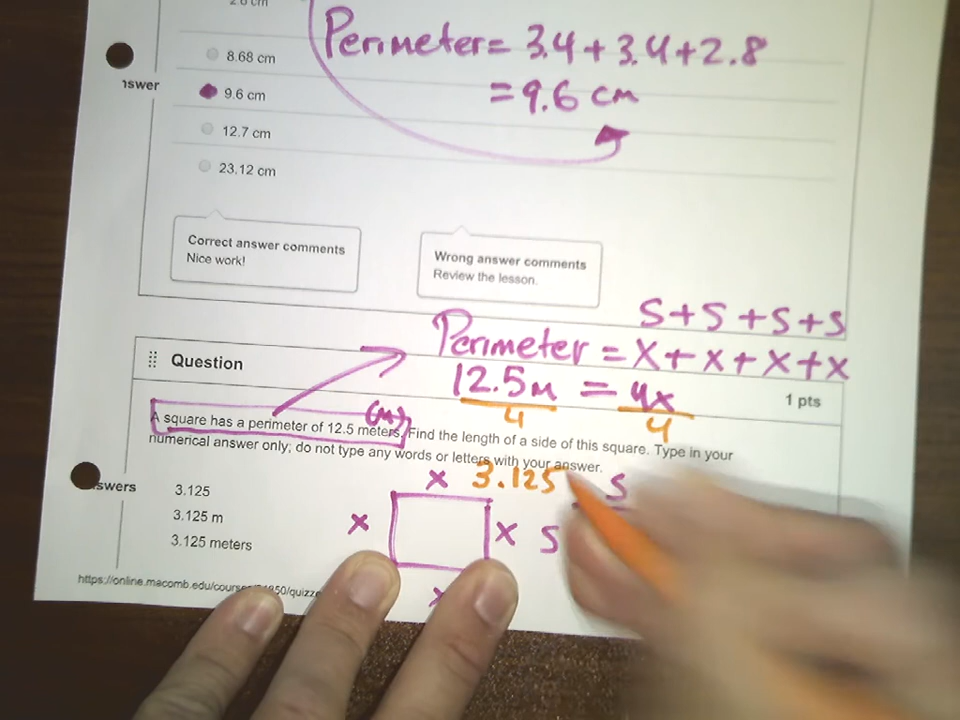 2.8 cm
Perimeter = 3.4 + 3.4 + 2.8
8.68 cm
= 9.6 cm
nswer
9.6 cm
12.7 cm
23.12 cm
Correct answer comments
Nice work!
Wrong answer comments
Review the lesson.
S + S + S + S
Perimeter = X + X + X + X
Question
12.5 m = 4x
1 pts
4 4
(m)
A square has a perimeter of 12.5 meters. Find the length of a side of this square. Type in your
numerical answer only; do not type any words or letters with your answer.
x 3.125 S
swers
3.125
3.125 m
3.125 meters
x x S
https://online.macomb.edu/course
850/quizze
x